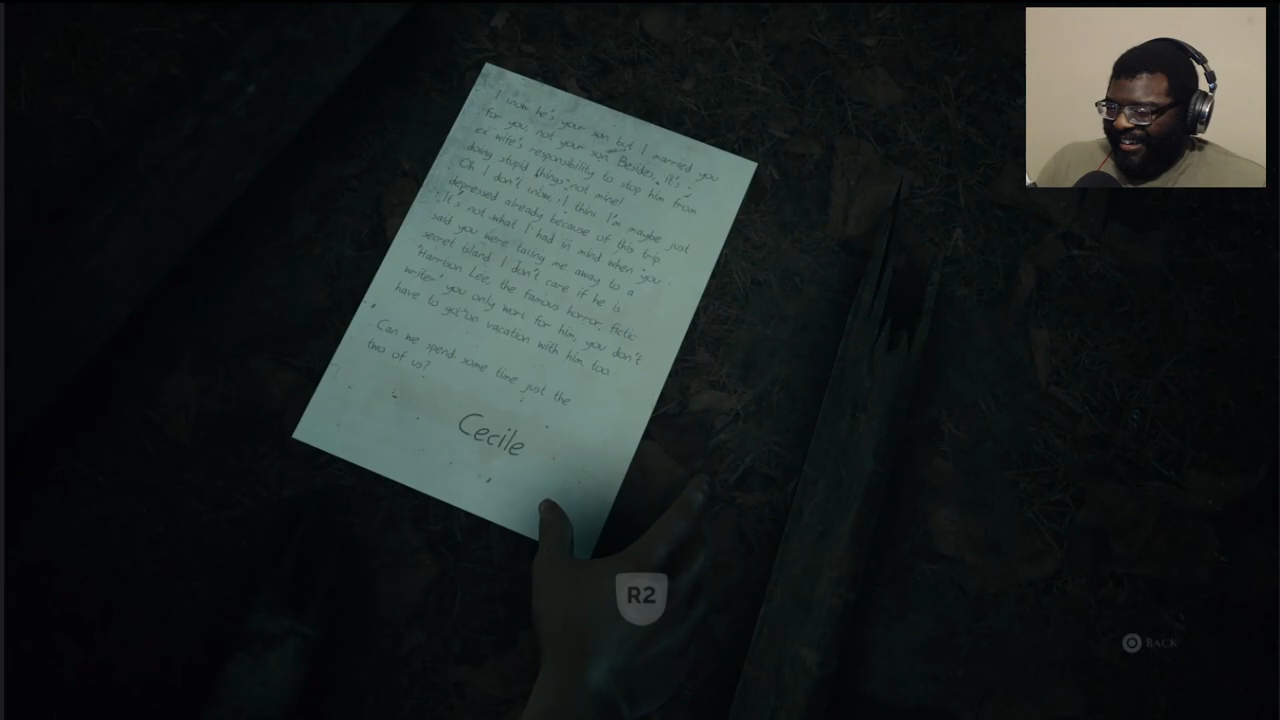 I know he's your son but I married you
for you, not your son. Besides, it's
ex wife's responsibility to stop him from
doing stupid things not mine!
Oh I don't know, I think I'm maybe just
depressed already because of this trip.
It's not what I had in mind when you
said you were taking me away to a
secret island. I don't care if he is
"Harrison Lee, the famous horror fictic
writer" you only work for him, you don't
have to go on vacation with him, too.
Can we spend some time just the
two of us?
Cecile
R2
BACK